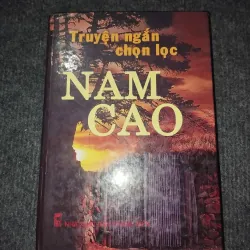 Truyện ngắn
chọn lọc
NAM
CAO